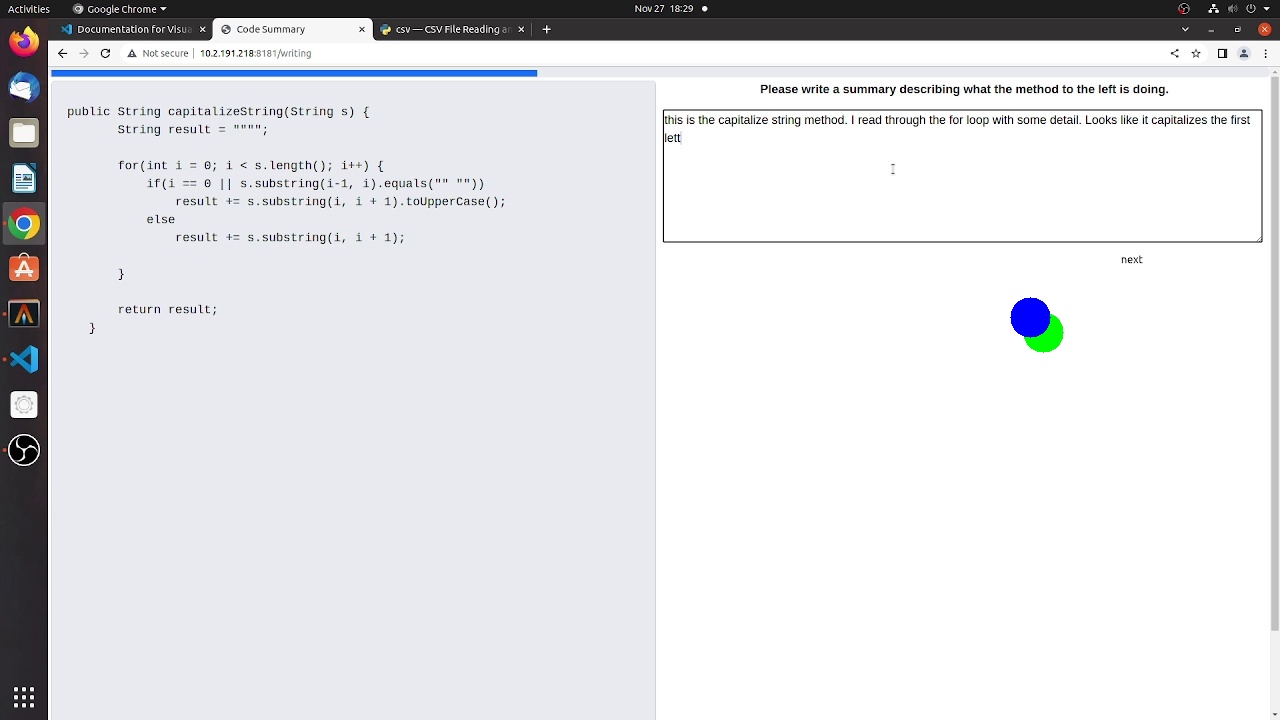 Activities
Google Chrome
Nov 27 18:29
Documentation for Visua
Code Summary
csv — CSV File Reading a
Not secure
10.2.191.218:8181/writing
public String capitalizeString(String s) {
String result = """";
for(int i = 0; i < s.length(); i++) {
if(i == 0 || s.substring(i-1, i).equals("" ""))
result += s.substring(i, i + 1).toUpperCase();
else
result += s.substring(i, i + 1);
}
return result;
}
Please write a summary describing what the method to the left is doing.
this is the capitalize string method. I read through the for loop with some detail. Looks like it capitalizes the first
lett
next